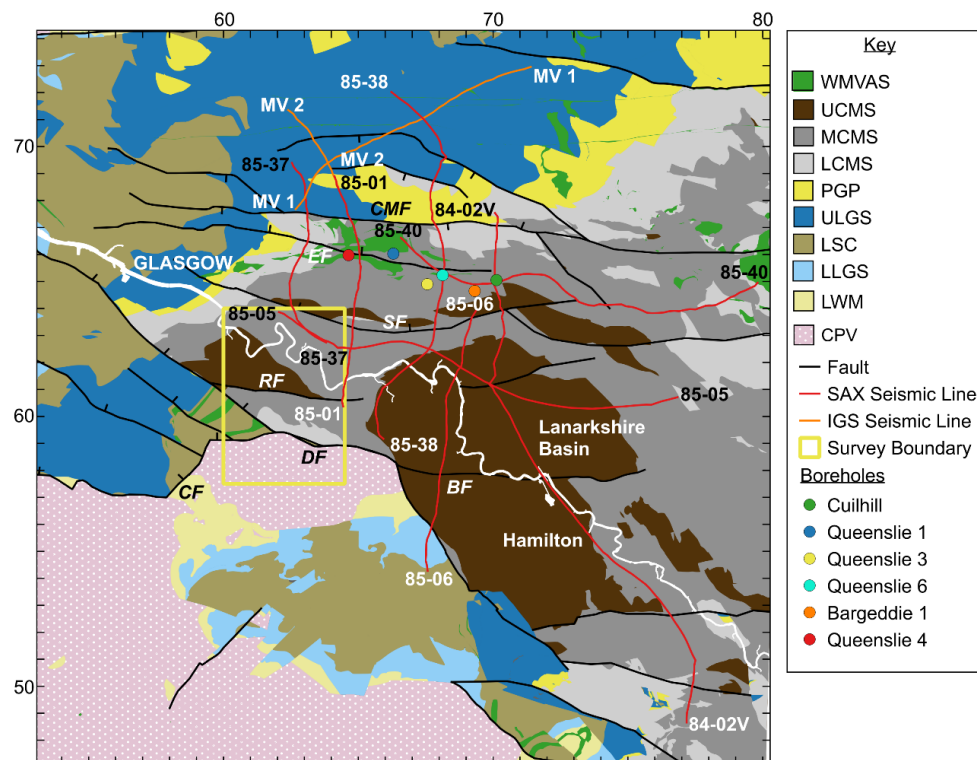 60
70
80
70
60
50
85-38
MV 1
MV 2
85-37
MV 2
85-01
MV 1
CMF
84-02V
85-40
EF
GLASGOW
85-40
85-06
85-05
SF
85-37
RF
85-01
85-05
85-38
Lanarkshire
Basin
DF
BF
CF
Hamilton
85-06
84-02V
Key
WMVAS
UCMS
MCMS
LCMS
PGP
ULGS
LSC
LLGS
LWM
CPV
Fault
SAX Seismic Line
IGS Seismic Line
Survey Boundary
Boreholes
Cuilhill
Queenslie 1
Queenslie 3
Queenslie 6
Bargeddie 1
Queenslie 4